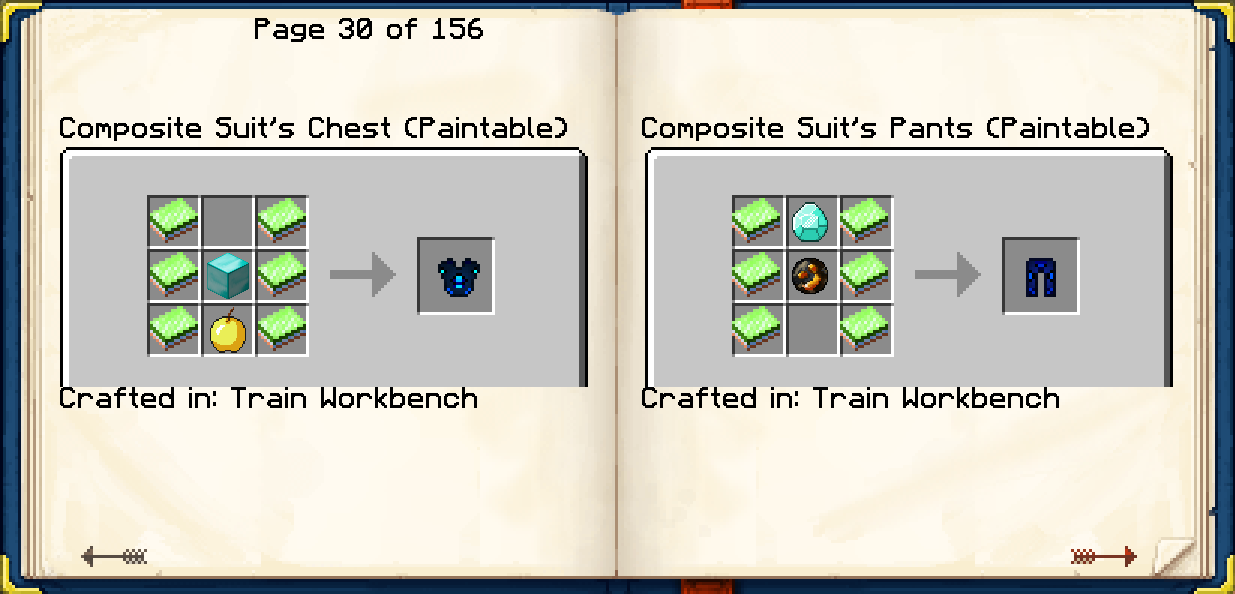 Page 30 of 156
Composite Suit's Chest (Paintable)
Crafted in: Train Workbench
Composite Suit's Pants (Paintable)
Crafted in: Train Workbench